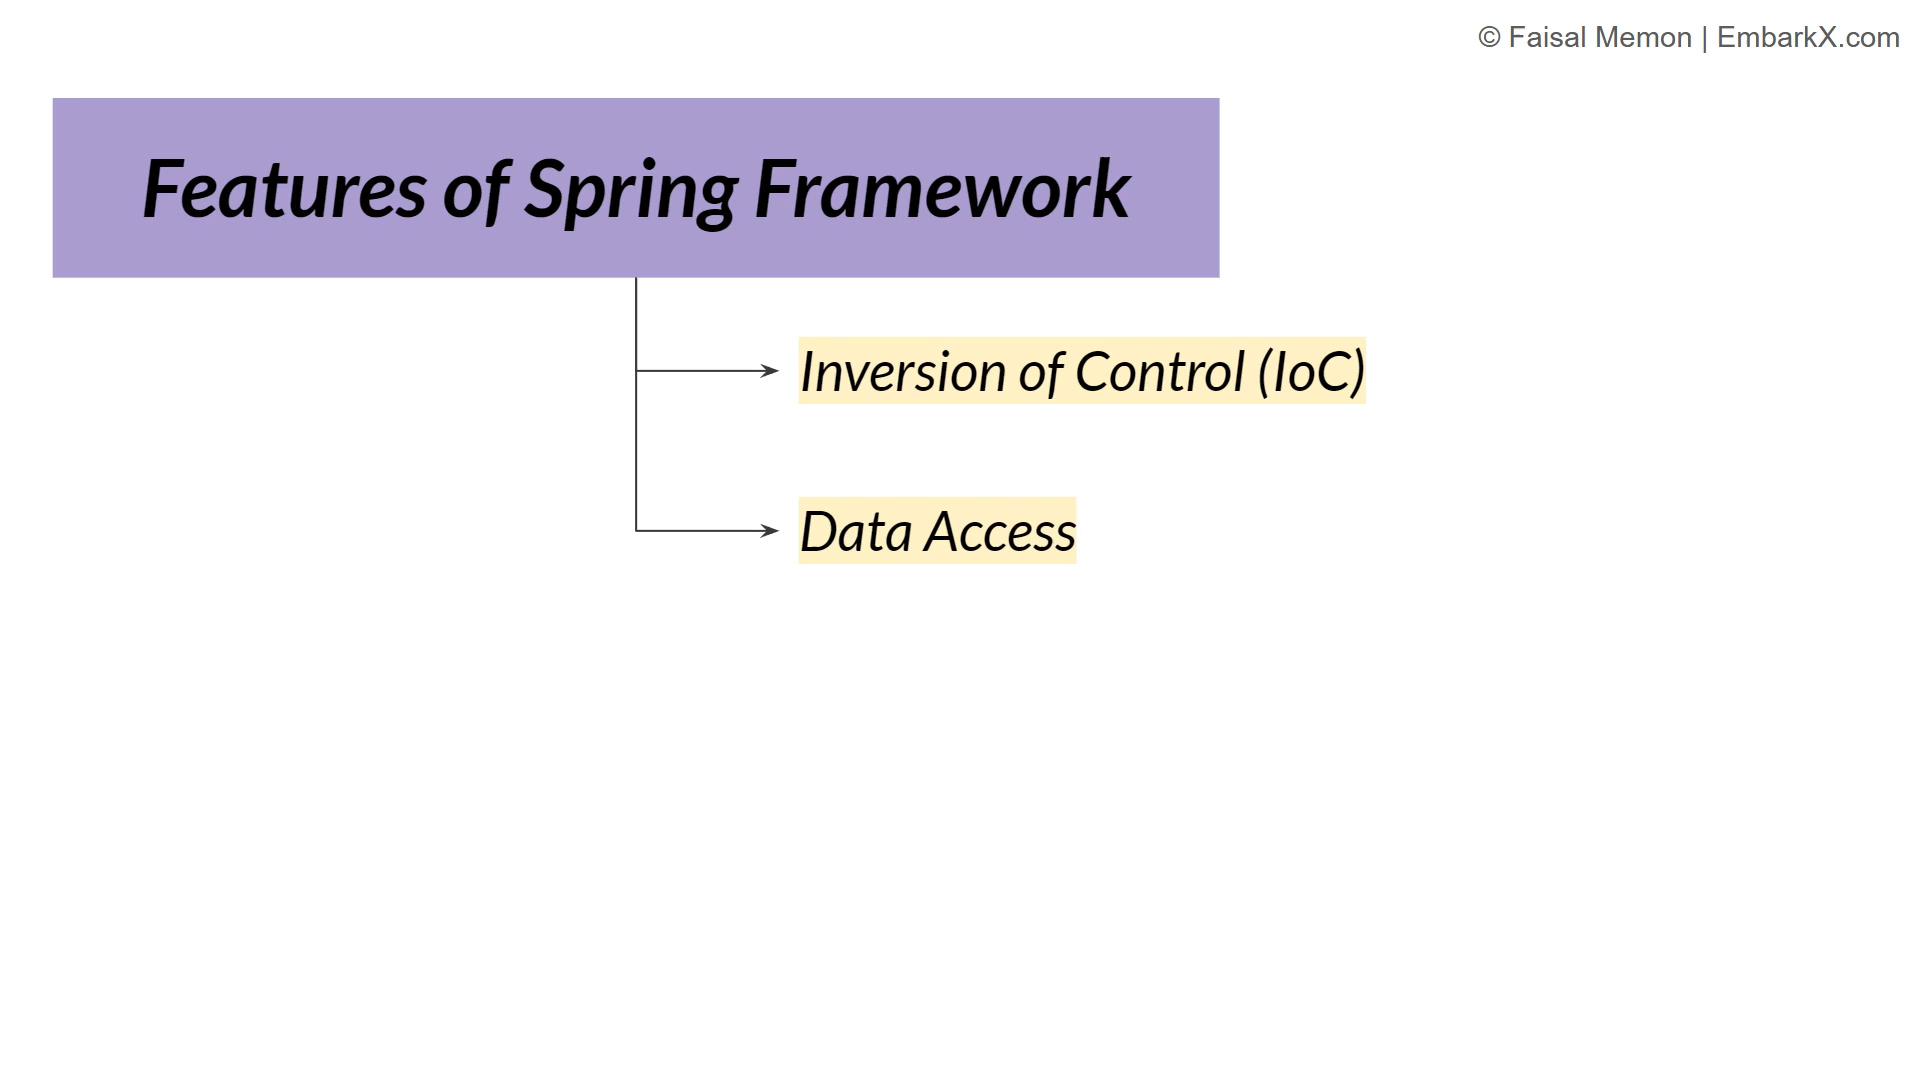 © Faisal Memon | EmbarkX.com
Features of Spring Framework
Inversion of Control (IoC)
Data Access